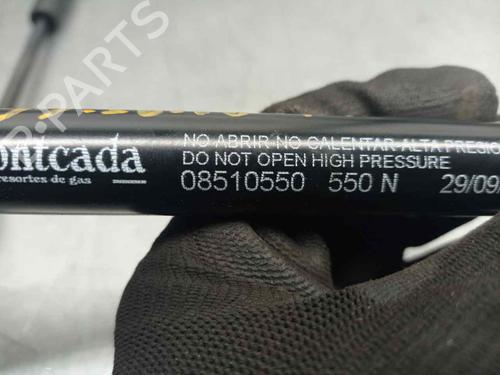 NO ABRIR-NO CALENTAR ALTA PRESIO
ontcada
DO NOT OPEN HIGH PRESSURE
resortes de gas
08510550 550 N 29/09/
B-PARTS